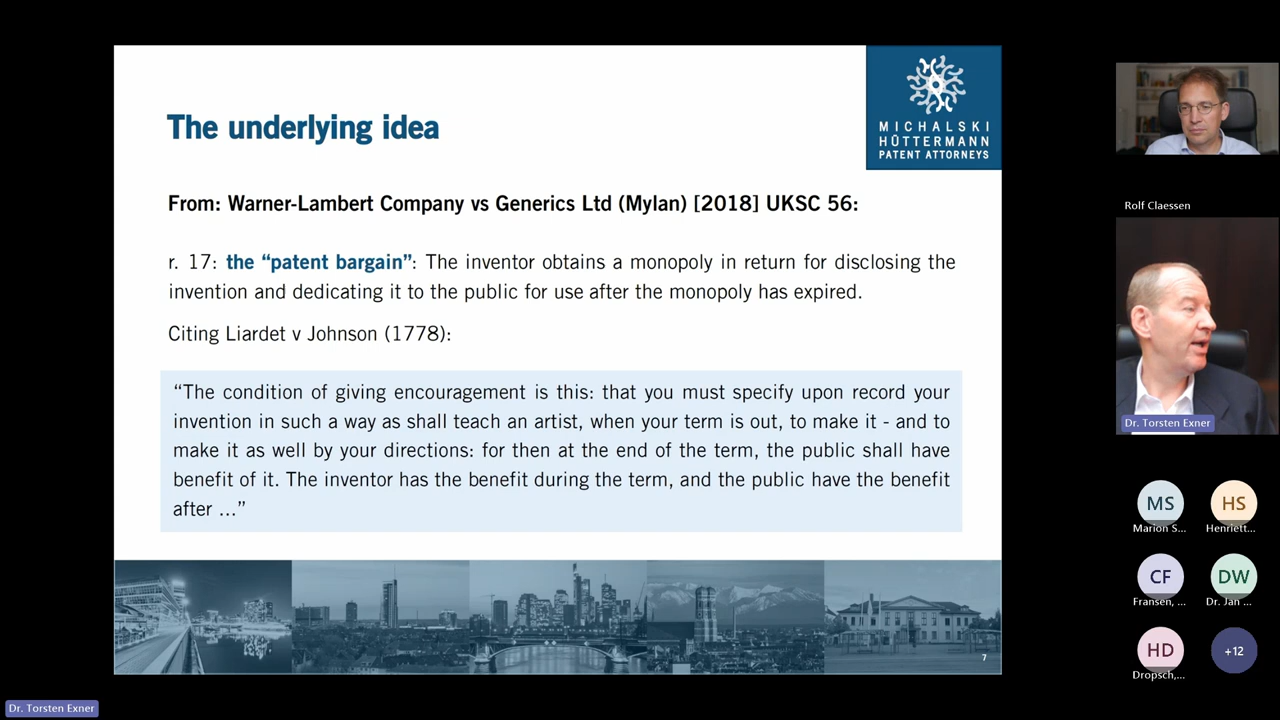 The underlying idea
MICHALSKI
HÜTTERMANN
PATENT ATTORNEYS
From: Warner-Lambert Company vs Generics Ltd (Mylan) [2018] UKSC 56:
r. 17: the “patent bargain”: The inventor obtains a monopoly in return for disclosing the
invention and dedicating it to the public for use after the monopoly has expired.
Citing Liardet v Johnson (1778):
“The condition of giving encouragement is this: that you must specify upon record your
invention in such a way as shall teach an artist, when your term is out, to make it - and to
make it as well by your directions: for then at the end of the term, the public shall have
benefit of it. The inventor has the benefit during the term, and the public have the benefit
after ...”
7
Rolf Claessen
Dr. Torsten Exner
MS
Marion S...
HS
Henriett...
CF
Fransen, ...
DW
Dr. Jan ...
HD
Dropsch,...
+12
Dr. Torsten Exner